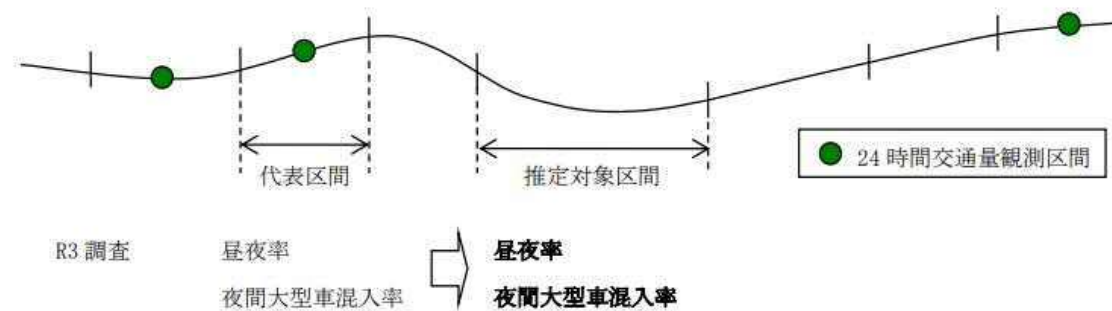 代表区間
推定対象区間
24時間交通量観測区間
R3調査 昼夜率 昼夜率
夜間大型車混入率 夜間大型車混入率